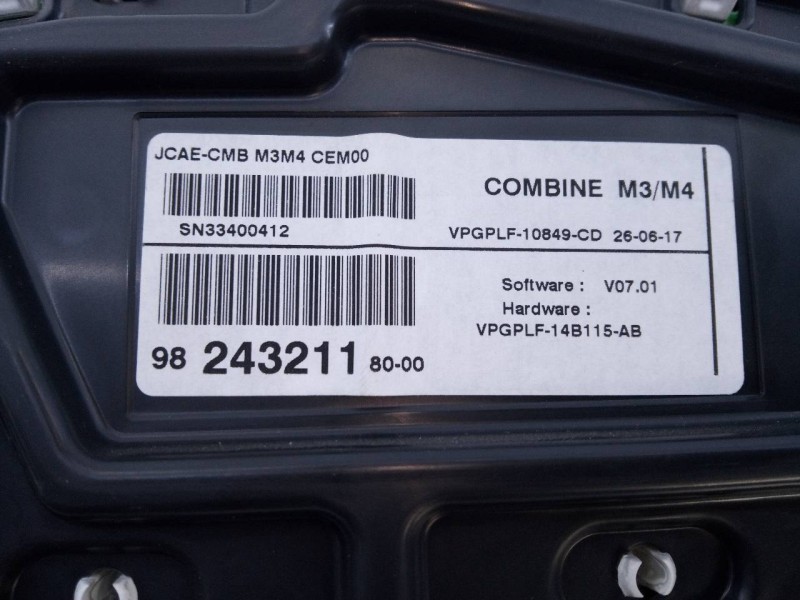 JCAE-CMB M3M4 CEM00
COMBINE M3/M4
SN33400412
VPGPLF-10849-CD 26-06-17
Software : V07.01
Hardware :
VPGPLF-14B115-AB
98 243211 80-00